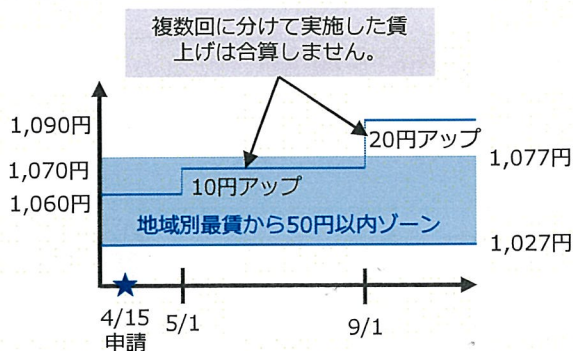 複数回に分けて実施した賃
上げは合算しません。
1,090円
20円アップ
1,077円
1,070円
10円アップ
1,060円
地域別最賃から50円以内ゾーン
1,027円
4/15
申請
5/1
9/1